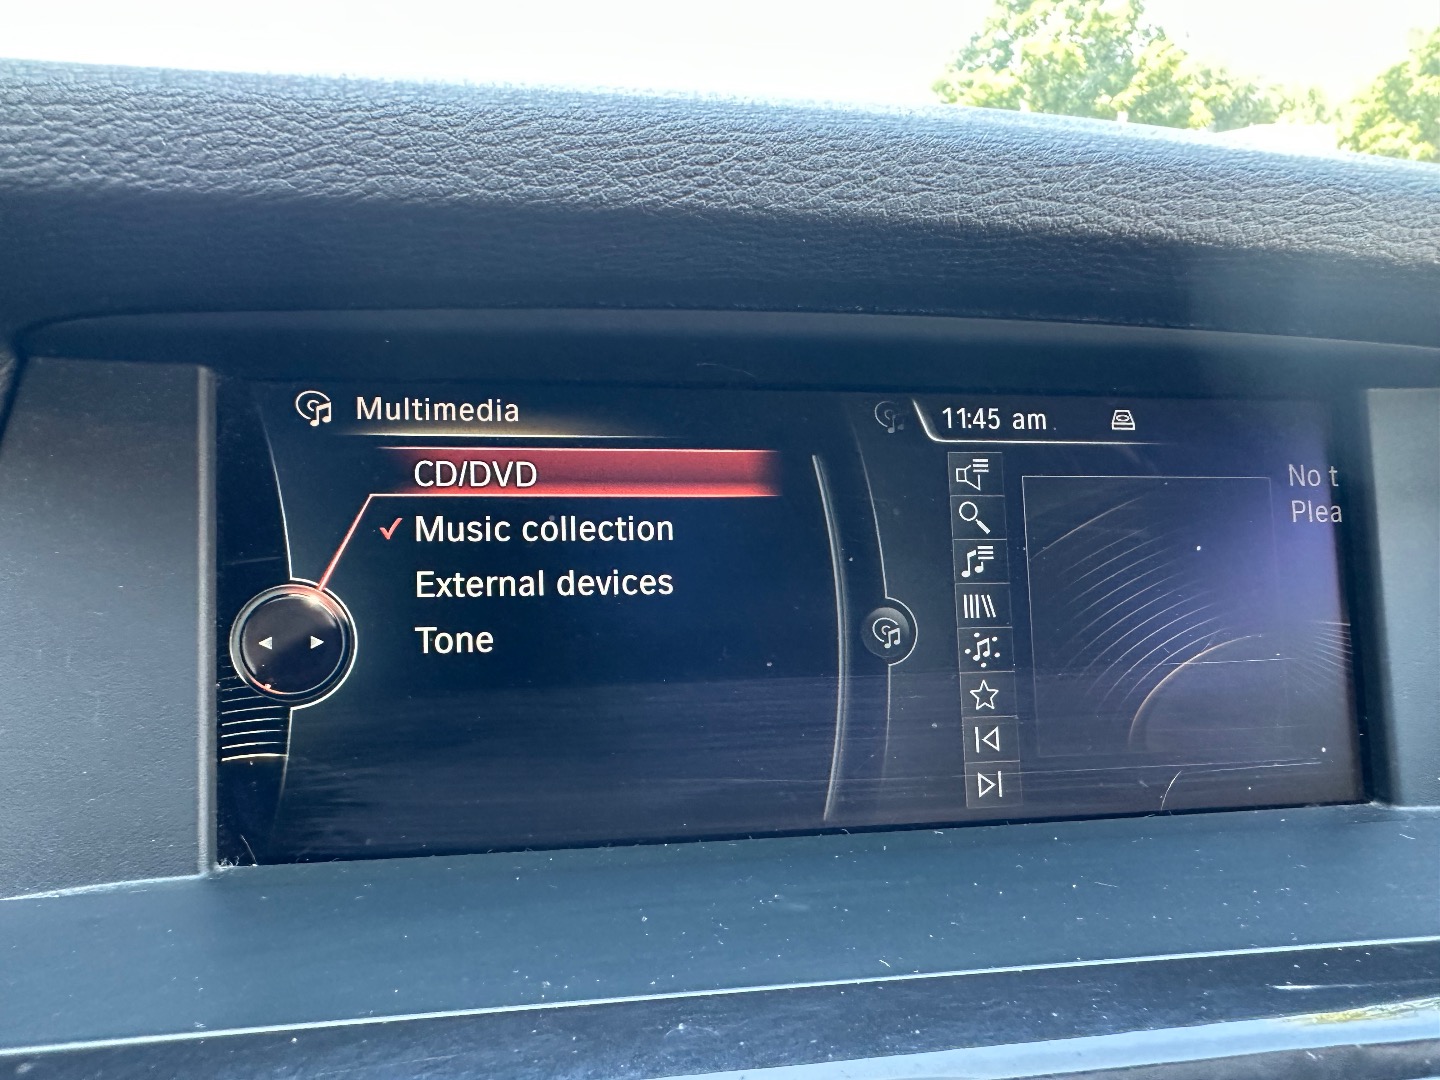 Multimedia
CD/DVD
Music collection
External devices
Tone
11:45 am
No t
Plea